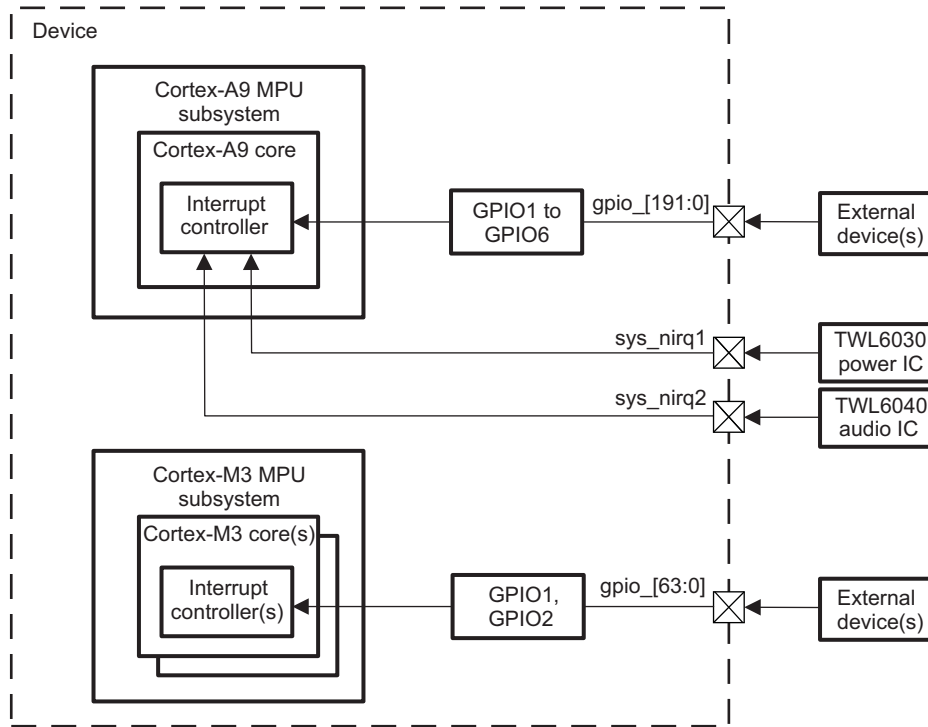 Device
Cortex-A9 MPU
subsystem
Cortex-A9 core
Interrupt
controller
GPIO1 to
GPIO6
gpio_[191:0]
External
device(s)
sys_nirq1
TWL6030
power IC
sys_nirq2
TWL6040
audio IC
Cortex-M3 MPU
subsystem
Cortex-M3 core(s)
Interrupt
controller(s)
GPIO1,
GPIO2
gpio_[63:0]
External
device(s)